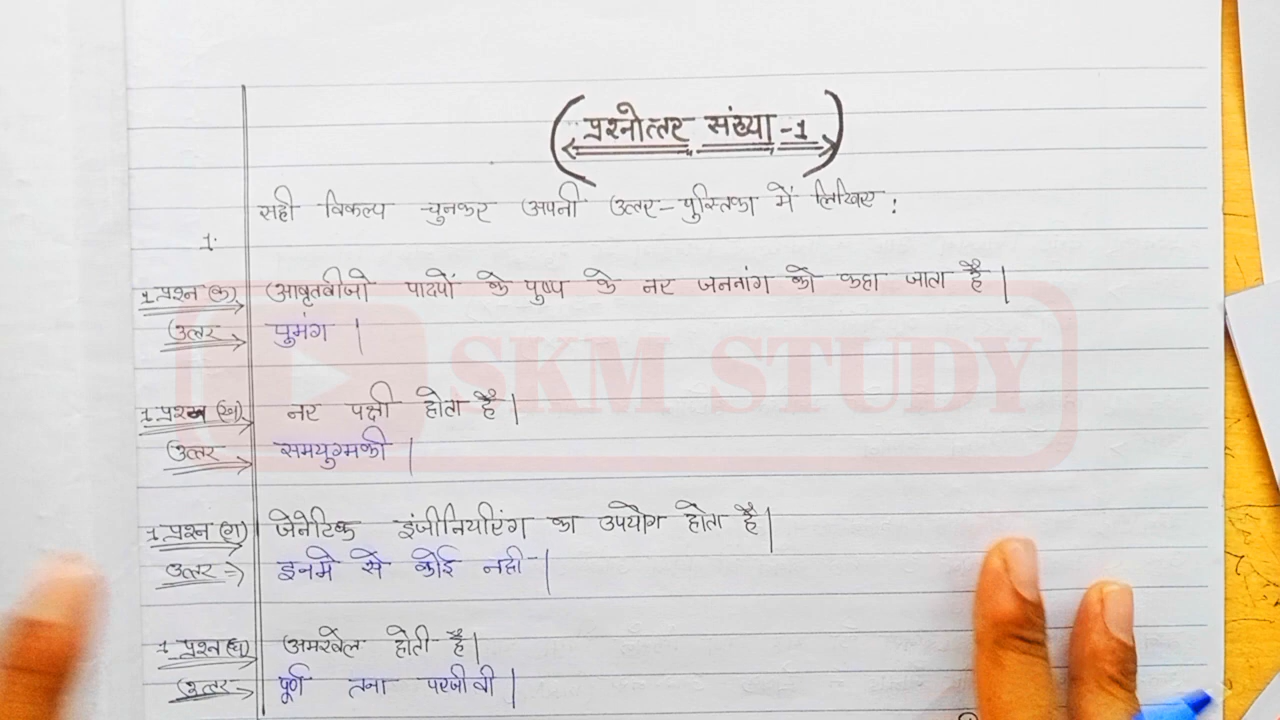 प्रश्नोत्तर संख्या -1
सही विकल्प चुनकर अपनी उत्तर-पुस्तिका में लिखिए :
1.
1 प्रश्न (क) आवृतबीजी पादपों के पुष्प के नर जननांग को कहा जाता है |
उत्तर पुमंग |
SKM STUDY
1 प्रश्न (ख) नर पक्षी होता है |
उत्तर समयुग्मकी |
1 प्रश्न (ग) जेनेटिक इंजीनियरिंग का उपयोग होता है |
उत्तर इनमे से कोई नही |
1 प्रश्न (घ) अमरबेल होती है |
उत्तर पूर्ण तना परजीवी |